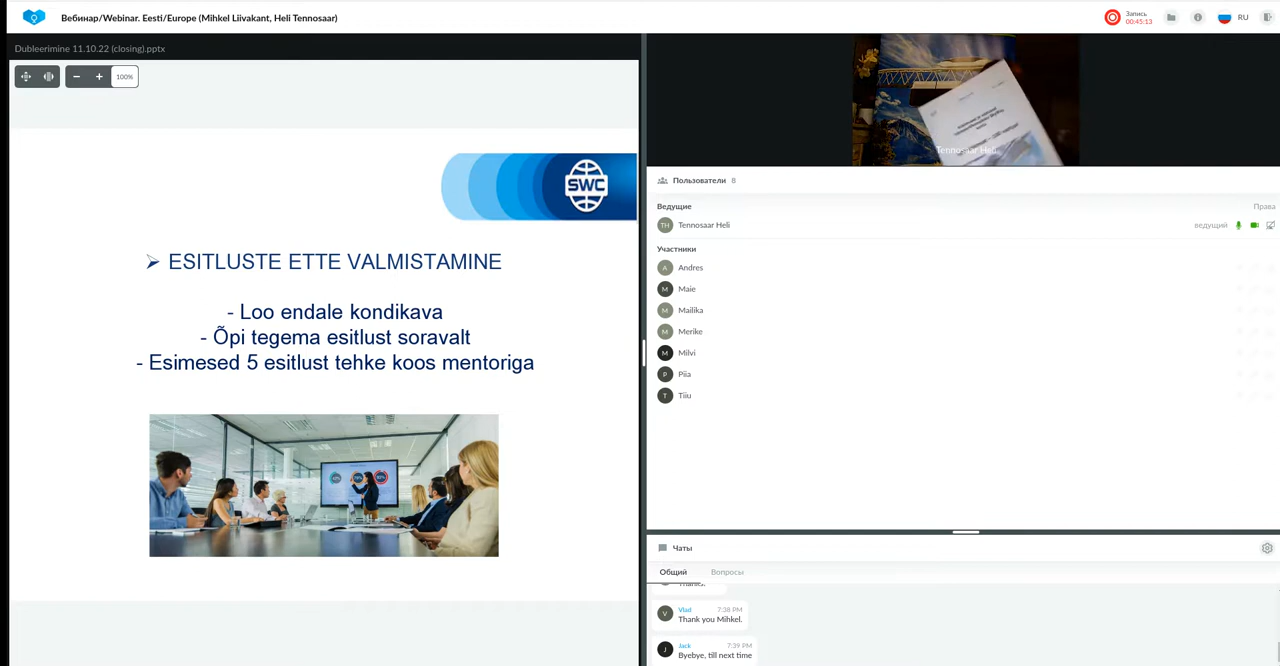 Вебинар/Webinar. Eesti/Europe (Mihkel Liivakant, Heli Tennosaar)
Запись
00:45:13
RU
Dubleerimine 11.10.22 (closing).pptx
100%
SWC
➢ ESITLUSTE ETTE VALMISTAMINE
- Loo endale kondikava
- Õpi tegema esitlust soravalt
- Esimesed 5 esitlust tehke koos mentoriga
Tennosaar Heli
Пользователи 8
Ведущие
Права
TH Tennosaar Heli
ведущий
Участники
A Andres
M Maie
M Mailika
M Merike
M Milvi
P Piia
T Tiiu
Чаты
Общий
Вопросы
Thanks.
V Vlad 7:38 PM
Thank you Mihkel.
J Jack 7:39 PM
Byebye, till next time